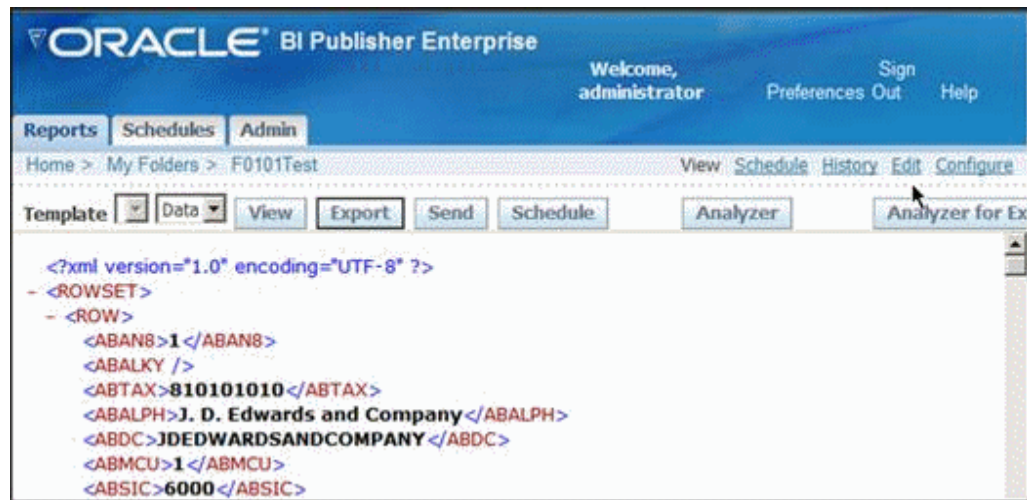 ORACLE® BI Publisher Enterprise
Welcome, administrator
Preferences
Sign Out
Help
Reports Schedules Admin
Home > My Folders > F0101Test
View Schedule History Edit Configure
Template Data View Export Send Schedule Analyzer Analyzer for Ex
<?xml version="1.0" encoding="UTF-8" ?>
- <ROWSET>
- <ROW>
<ABAN8>1</ABAN8>
<ABALKY />
<ABTAX>810101010</ABTAX>
<ABALPH>J. D. Edwards and Company</ABALPH>
<ABDC>JDEDWARDSANDCOMPANY</ABDC>
<ABMCU>1</ABMCU>
<ABSIC>6000</ABSIC>